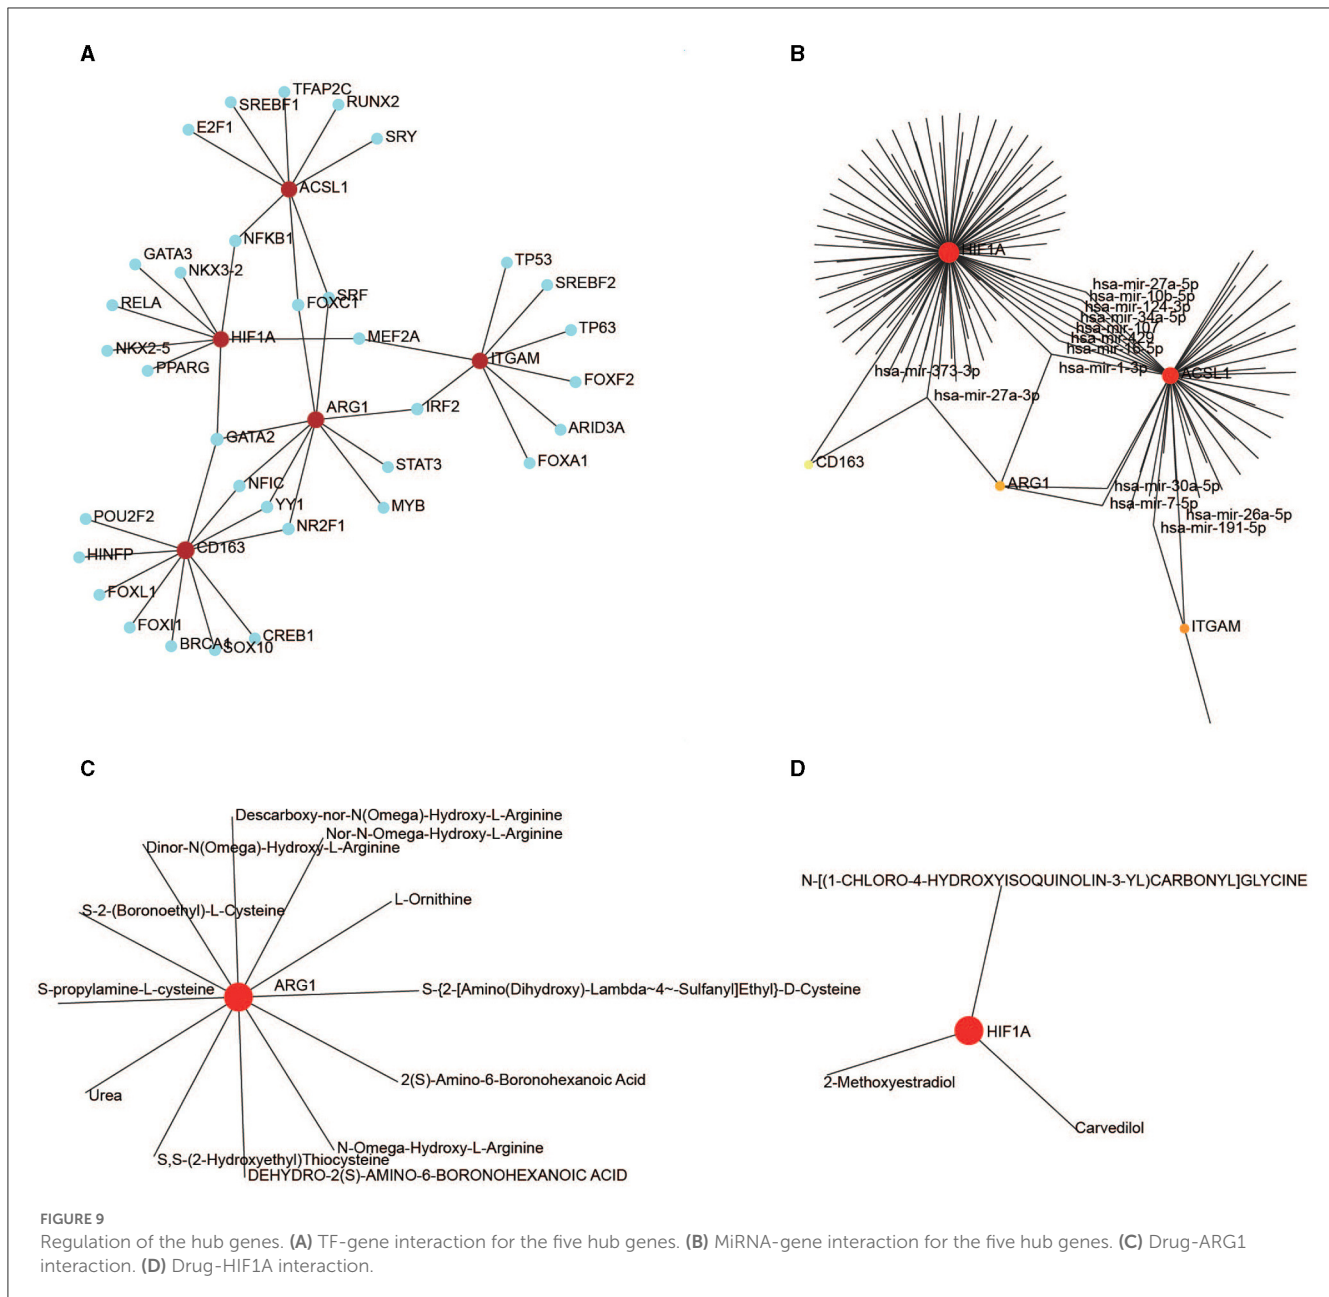 A
TFAP2C
SREBF1
RUNX2
E2F1
SRY
ACSL1
NFKB1
GATA3
NKX3-2
TP53
SREBF2
RELA
SRF
FOXC1
TP63
HIF1A
MEF2A
NKX2-5
ITGAM
PPARG
FOXF2
ARG1
IRF2
ARID3A
GATA2
STAT3
FOXA1
NFIC
YY1
MYB
POU2F2
NR2F1
HINFP
CD163
FOXL1
FOXI1
CREB1
BRCA1
SOX10
B
HIF1A
hsa-mir-27a-5p
hsa-mir-10b-5p
hsa-mir-124-3p
hsa-mir-34a-5p
hsa-mir-107
hsa-mir-429
hsa-mir-16-5p
hsa-mir-1-3p
hsa-mir-373-3p
ACSL1
hsa-mir-27a-3p
CD163
ARG1
hsa-mir-30a-5p
hsa-mir-7-5p
hsa-mir-26a-5p
hsa-mir-191-5p
ITGAM
C
Descarboxy-nor-N(Omega)-Hydroxy-L-Arginine
Nor-N-Omega-Hydroxy-L-Arginine
Dinor-N(Omega)-Hydroxy-L-Arginine
L-Ornithine
S-2-(Boronoethyl)-L-Cysteine
S-propylamine-L-cysteine
ARG1
S-{2-[Amino(Dihydroxy)-Lambda~4~-Sulfanyl]Ethyl}-D-Cysteine
2(S)-Amino-6-Boronohexanoic Acid
Urea
N-Omega-Hydroxy-L-Arginine
S,S-(2-Hydroxyethyl)Thiocysteine
DEHYDRO-2(S)-AMINO-6-BORONOHEXANOIC ACID
D
N-[(1-CHLORO-4-HYDROXYISOQUINOLIN-3-YL)CARBONYL]GLYCINE
HIF1A
2-Methoxyestradiol
Carvedilol
FIGURE 9
Regulation of the hub genes. (A) TF-gene interaction for the five hub genes. (B) MiRNA-gene interaction for the five hub genes. (C) Drug-ARG1
interaction. (D) Drug-HIF1A interaction.